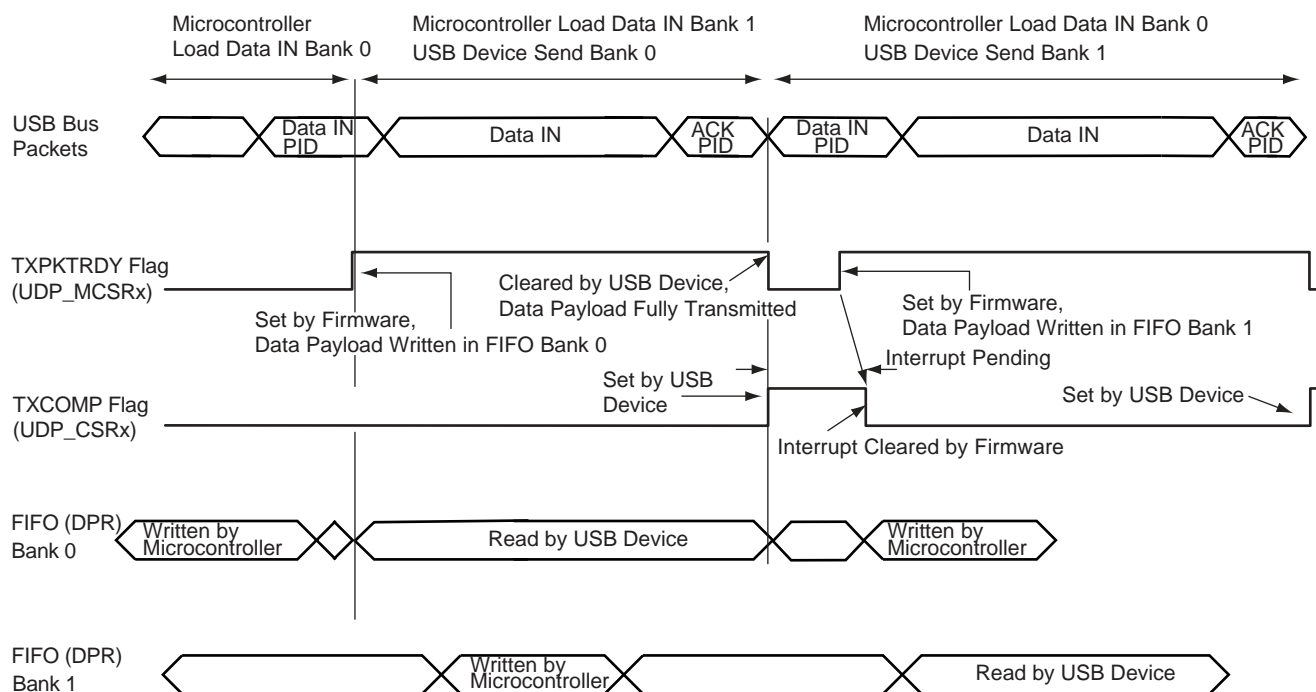 Microcontroller
Load Data IN Bank 0
Microcontroller Load Data IN Bank 1
USB Device Send Bank 0
Microcontroller Load Data IN Bank 0
USB Device Send Bank 1
USB Bus
Packets
Data IN
PID
Data IN
ACK
PID
Data IN
PID
Data IN
ACK
PID
TXPKTRDY Flag
(UDP_MCSRx)
Set by Firmware,
Data Payload Written in FIFO Bank 0
Cleared by USB Device,
Data Payload Fully Transmitted
Set by Firmware,
Data Payload Written in FIFO Bank 1
Interrupt Pending
Set by USB
Device
TXCOMP Flag
(UDP_CSRx)
Set by USB Device
Interrupt Cleared by Firmware
FIFO (DPR)
Bank 0
Written by
Microcontroller
Read by USB Device
Written by
Microcontroller
FIFO (DPR)
Bank 1
Written by
Microcontroller
Read by USB Device